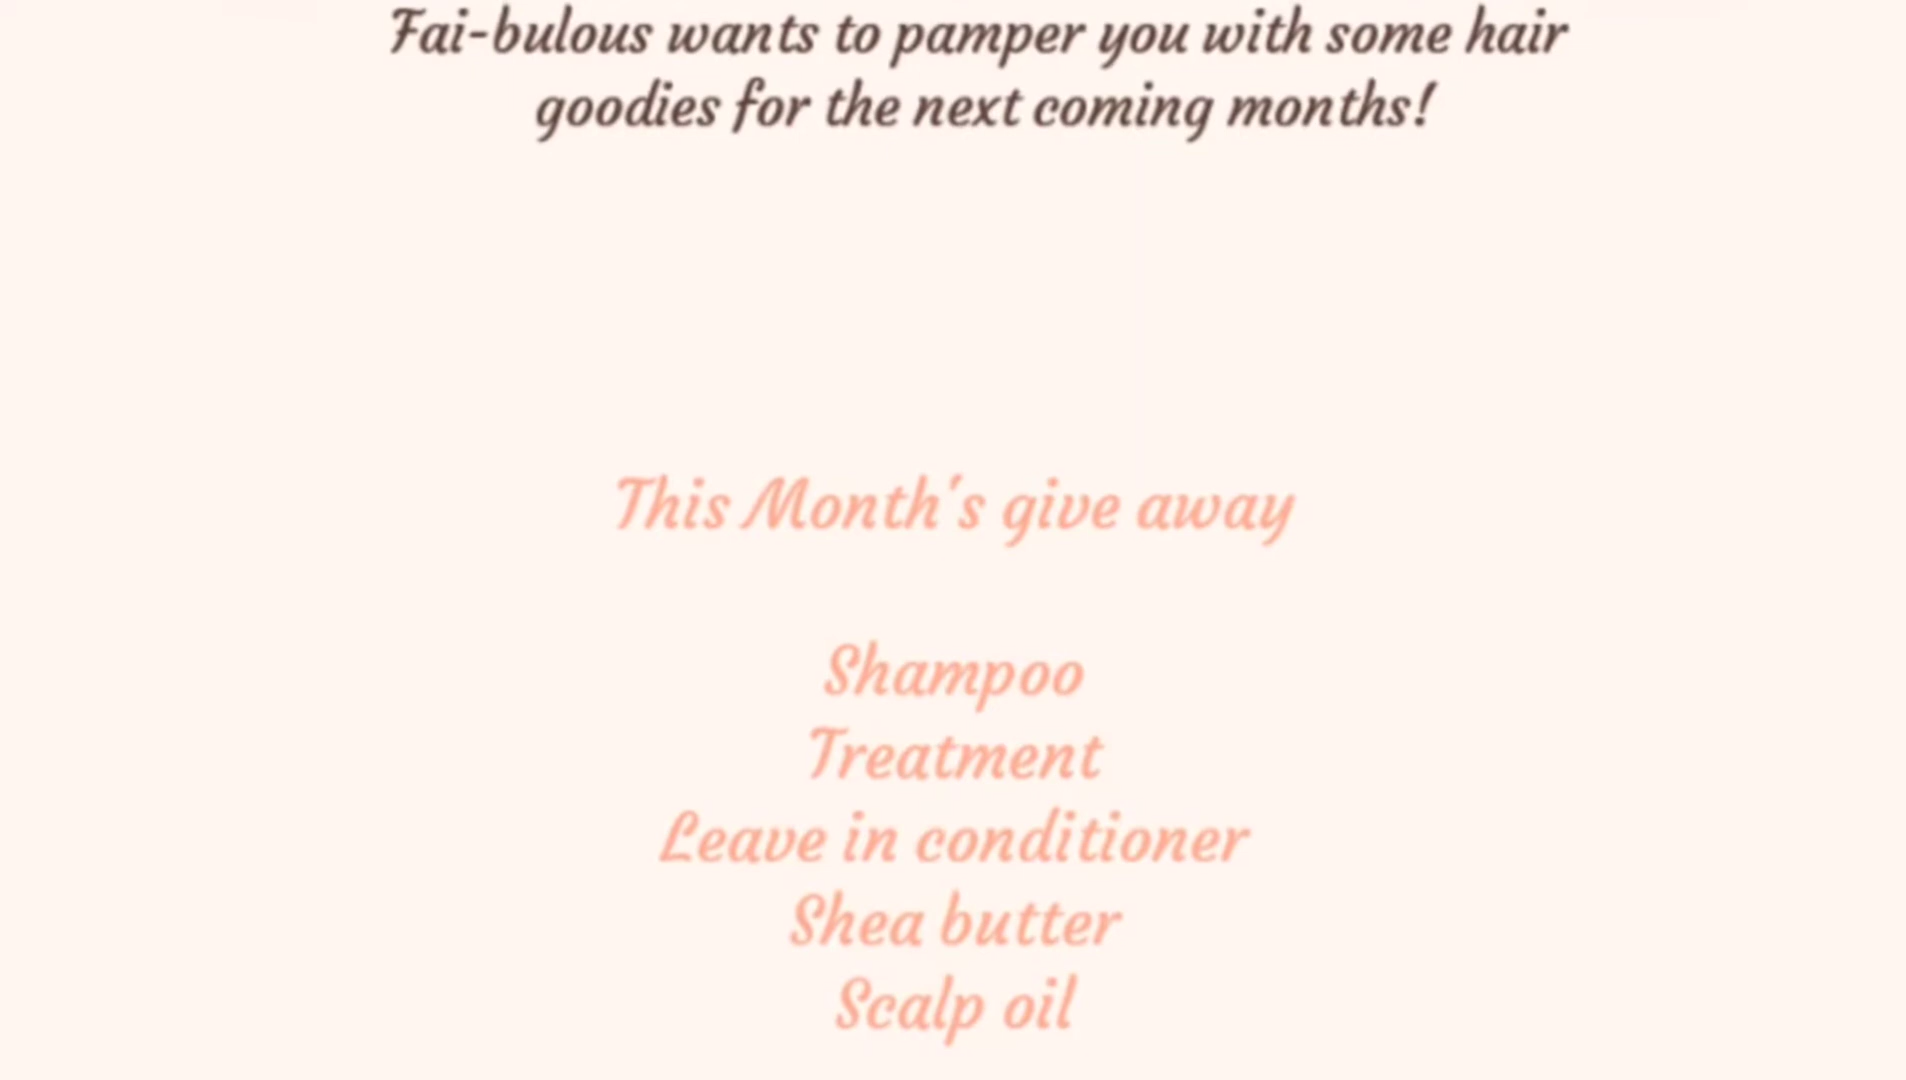 Fai-bulous wants to pamper you with some hair
goodies for the next coming months!
This Month's give away
Shampoo
Treatment
Leave in conditioner
Shea butter
Scalp oil